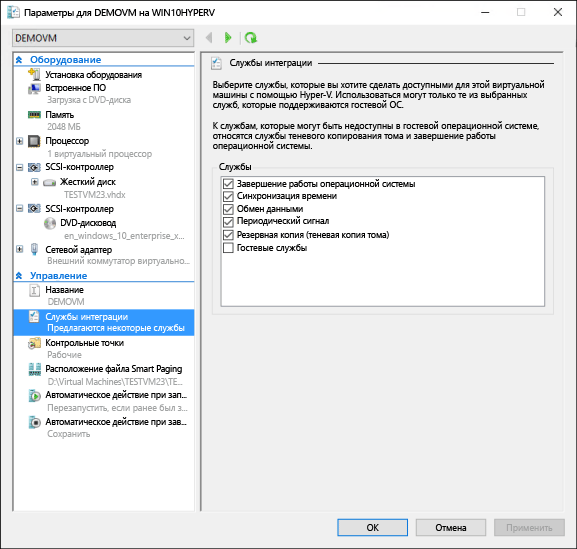 Параметры для DEMOVM на WIN10HYPERV
DEMOVM
Оборудование
Установка оборудования
Встроенное ПО
Загрузка с DVD-диска
Память
2048 МБ
Процессор
1 виртуальный процессор
SCSI-контроллер
Жесткий диск
TESTVM23.vhdx
SCSI-контроллер
DVD-дисковод
en_windows_10_enterprise_x...
Сетевой адаптер
Внешний коммутатор виртуально...
Управление
Название
DEMOVM
Службы интеграции
Предлагаются некоторые службы
Контрольные точки
Рабочие
Расположение файла Smart Paging
D:\Virtual Machines\TESTVM23\TE...
Автоматическое действие при зап...
Перезапустить, если ранее был з...
Автоматическое действие при зав...
Сохранить
Службы интеграции
Выберите службы, которые вы хотите сделать доступными для этой виртуальной
машины с помощью Hyper-V. Использоваться могут только те из выбранных
служб, которые поддерживаются гостевой ОС.
К службам, которые могут быть недоступны в гостевой операционной системе,
относятся службы теневого копирования тома и завершение работы
операционной системы.
Службы
Завершение работы операционной системы
Синхронизация времени
Обмен данными
Периодический сигнал
Резервная копия (теневая копия тома)
Гостевые службы
ОК
Отмена
Применить